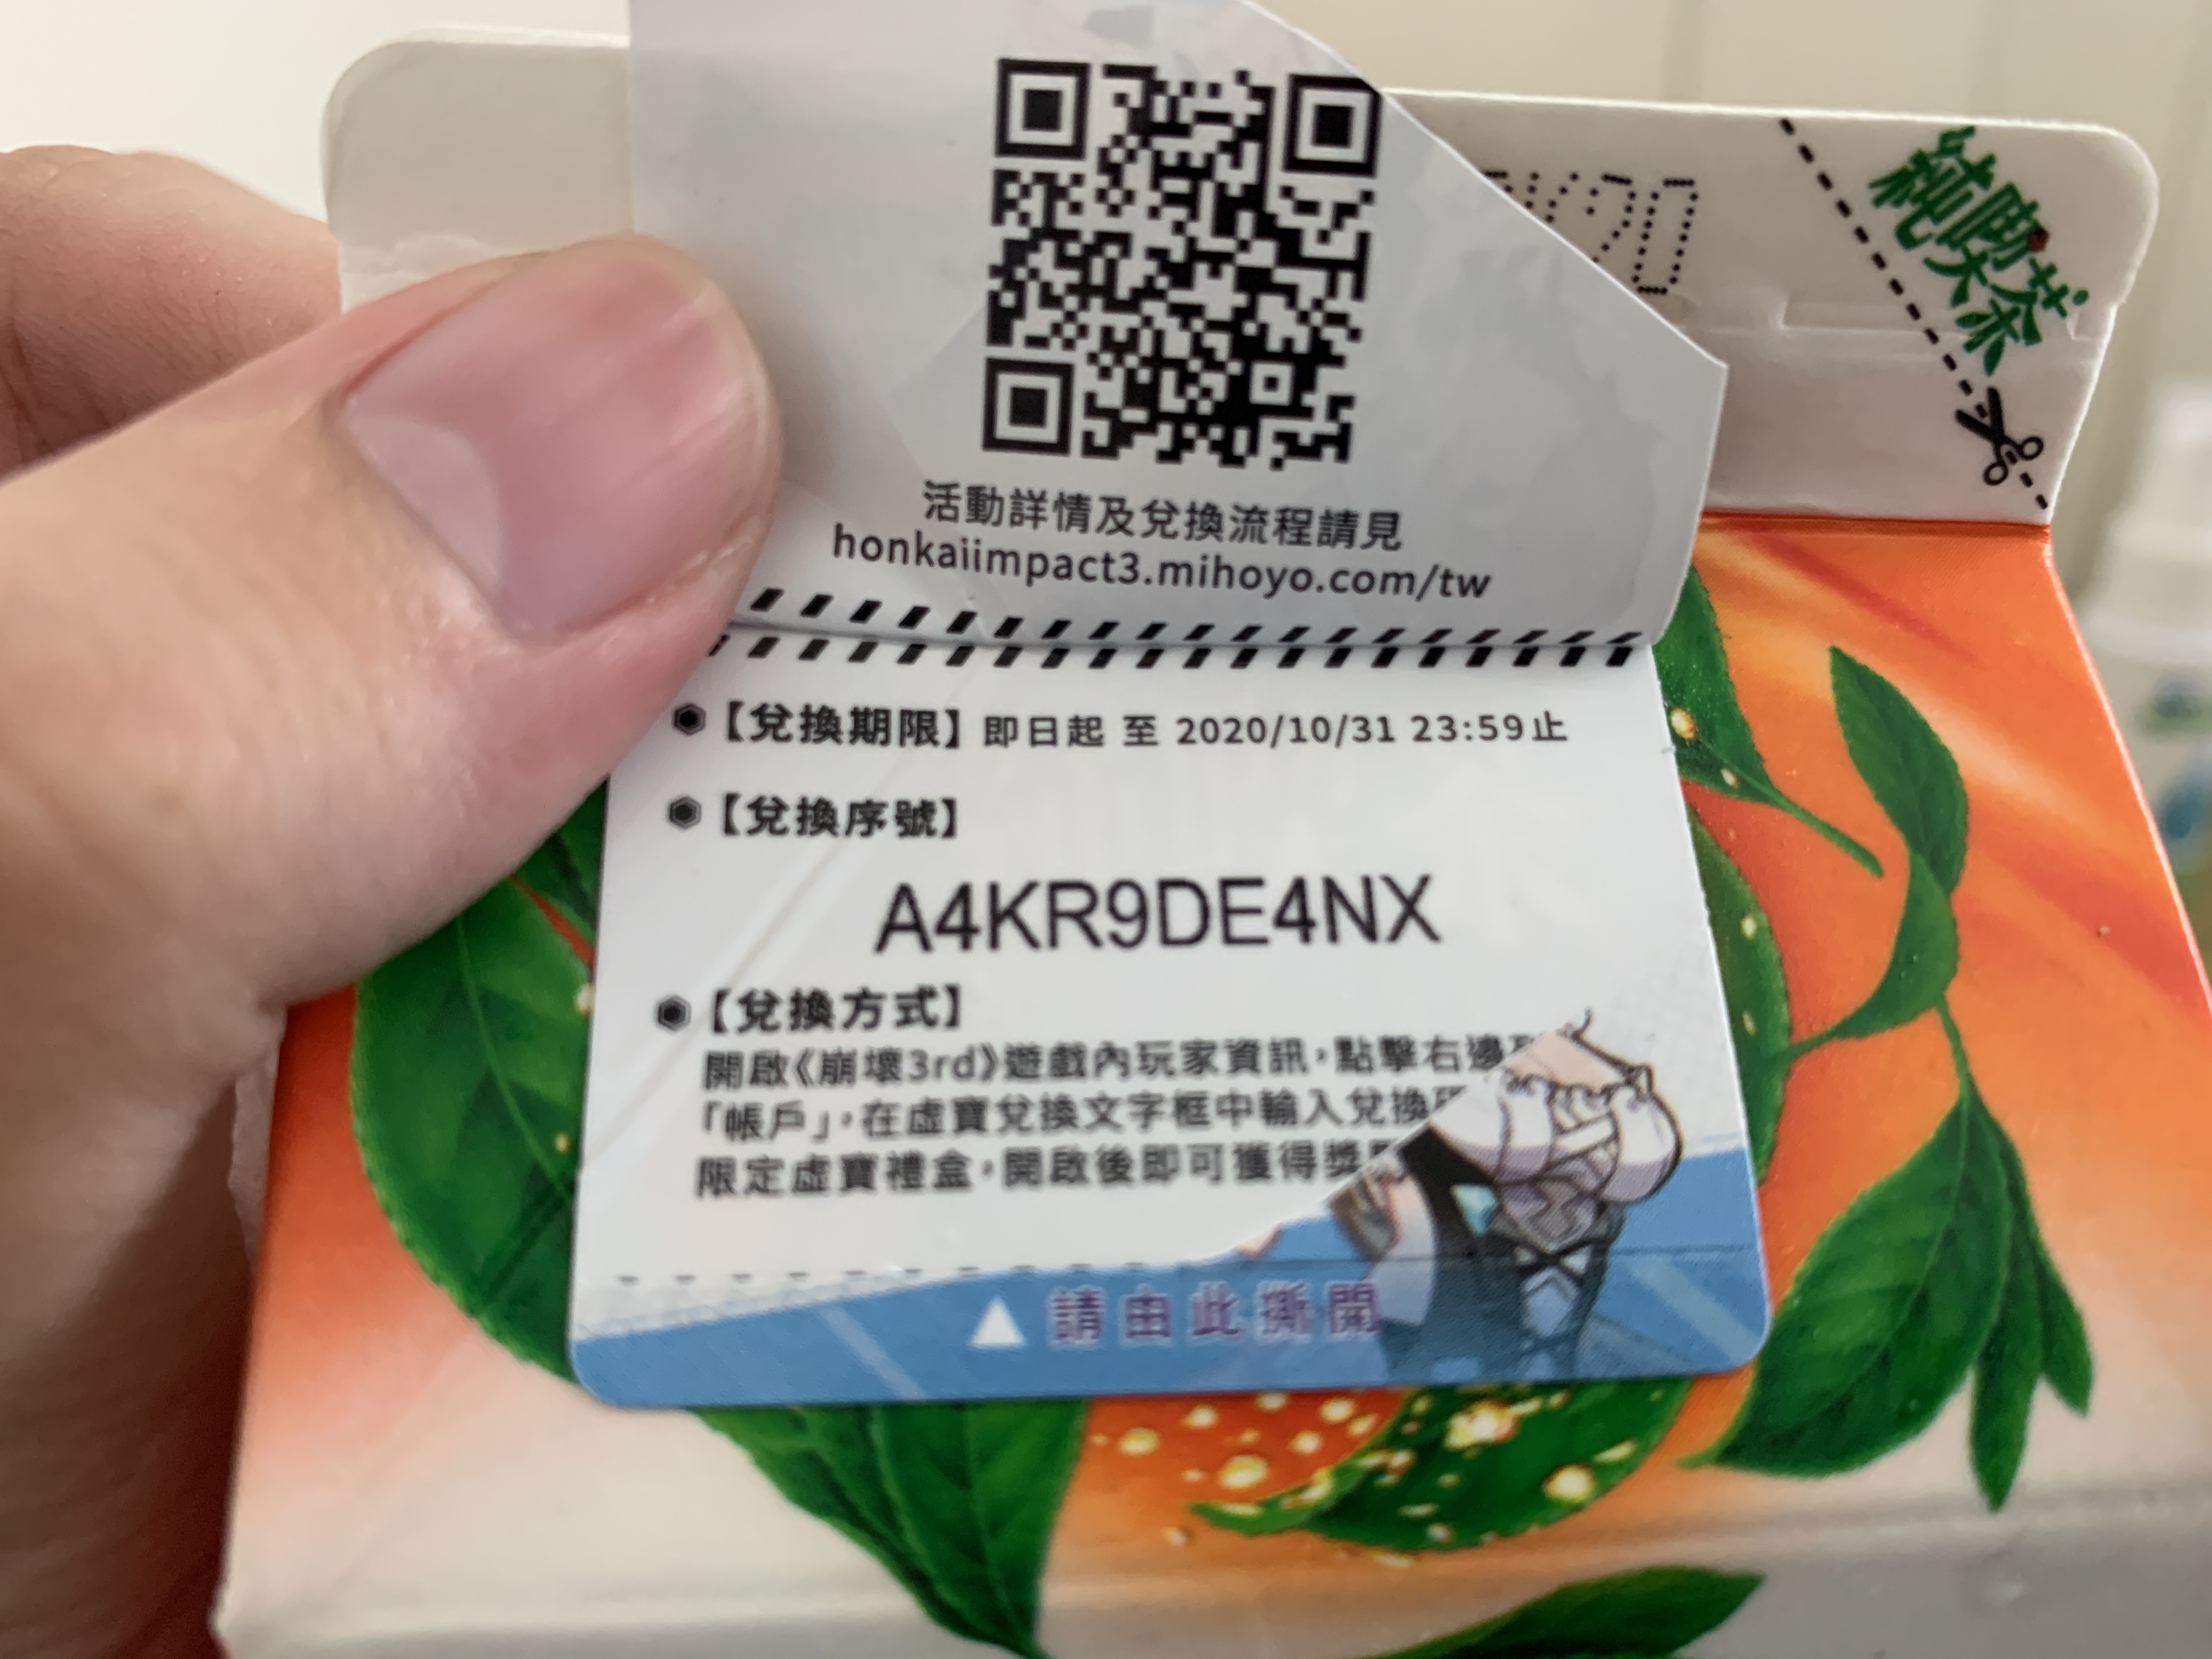 純喫茶
活動詳情及兌換流程請見
honkaiimpact3.mihoyo.com/tw
【兌換期限】即日起 至 2020/10/31 23:59止
【兌換序號】
A4KR9DE4NX
【兌換方式】
開啟《崩壞3rd》遊戲內玩家資訊，點擊右邊
「帳戶」，在虛寶兌換文字框中輸入兌換
限定虛寶禮盒，開啟後即可獲得獎
▲ 請由此撕開